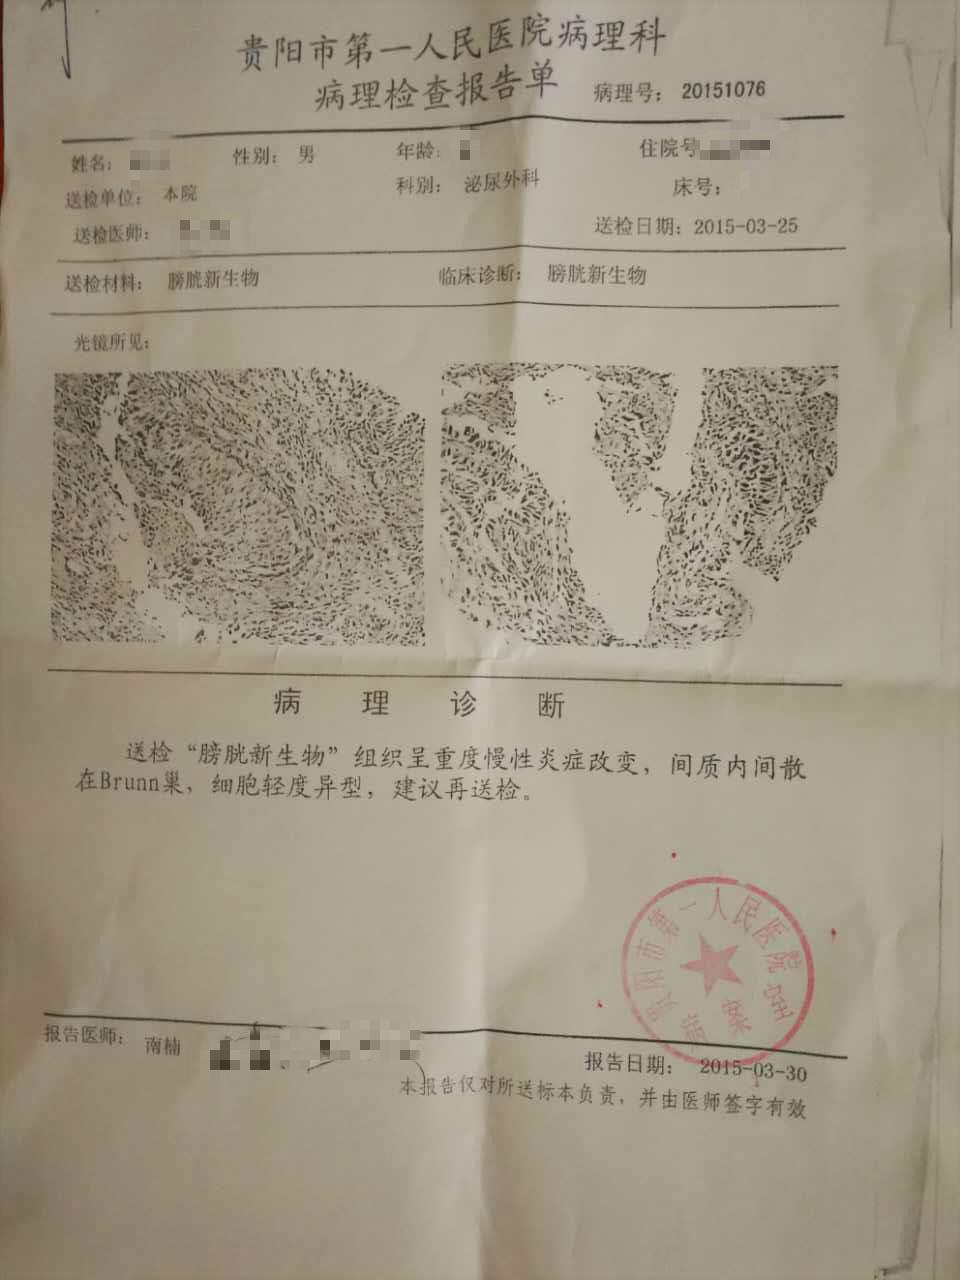 贵阳市第一人民医院病理科
病理检查报告单 病理号：20151076
姓名： 性别：男 年龄： 住院号
送检单位：本院 科别：泌尿外科 床号：
送检医师： 送检日期：2015-03-25
送检材料：膀胱新生物 临床诊断：膀胱新生物
光镜所见：
病理诊断
送检“膀胱新生物”组织呈重度慢性炎症改变，间质内间散
在Brunn巢，细胞轻度异型，建议再送检。
贵阳市第一人民医院
病案室
报告医师：南楠 报告日期：2015-03-30
本报告仅对所送标本负责，并由医师签字有效